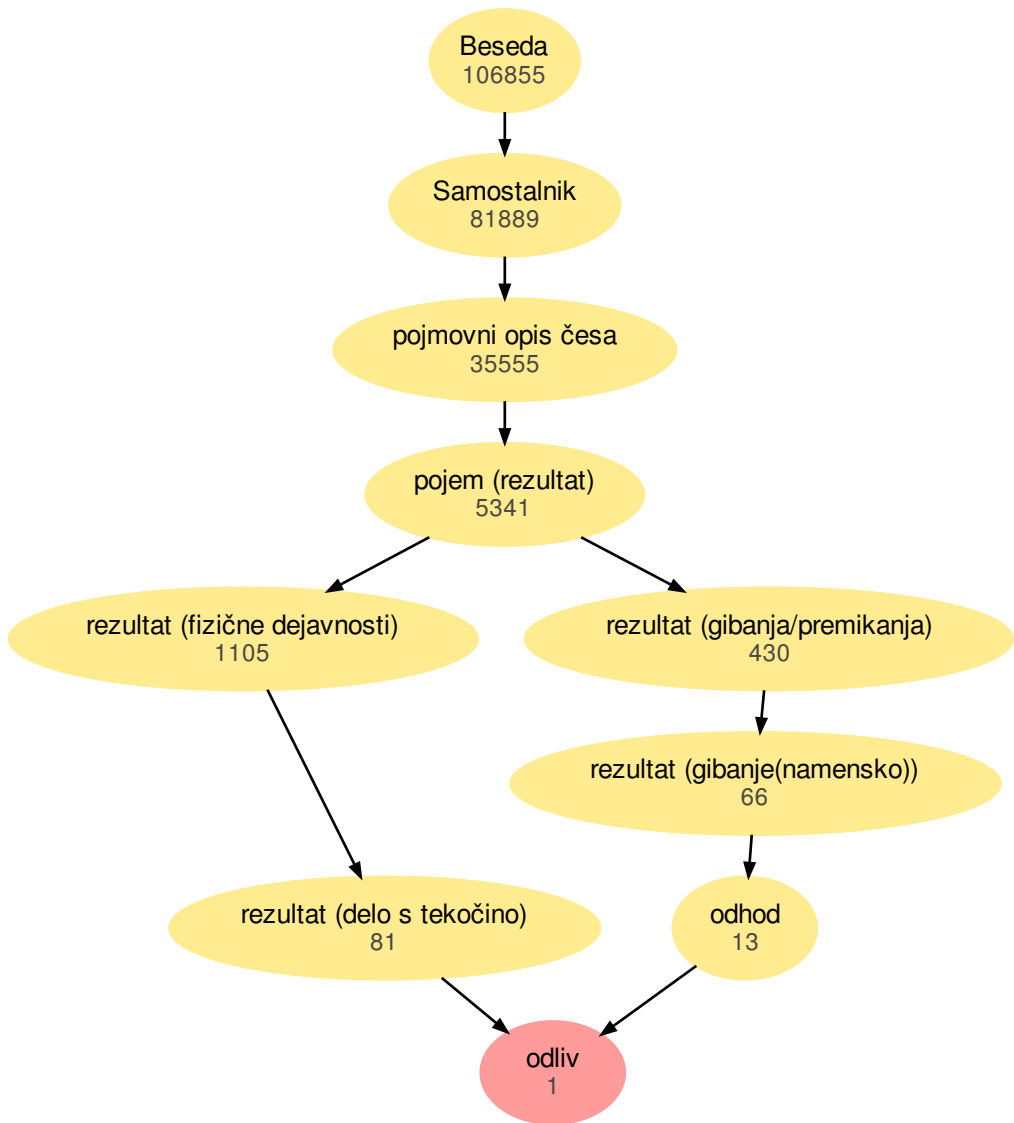 Beseda
106855
Samostalnik
81889
pojmovni opis česa
35555
pojem (rezultat)
5341
rezultat (fizične dejavnosti)
1105
rezultat (gibanja/premikanja)
430
rezultat (gibanje(namensko))
66
rezultat (delo s tekočino)
81
odhod
13
odliv
1